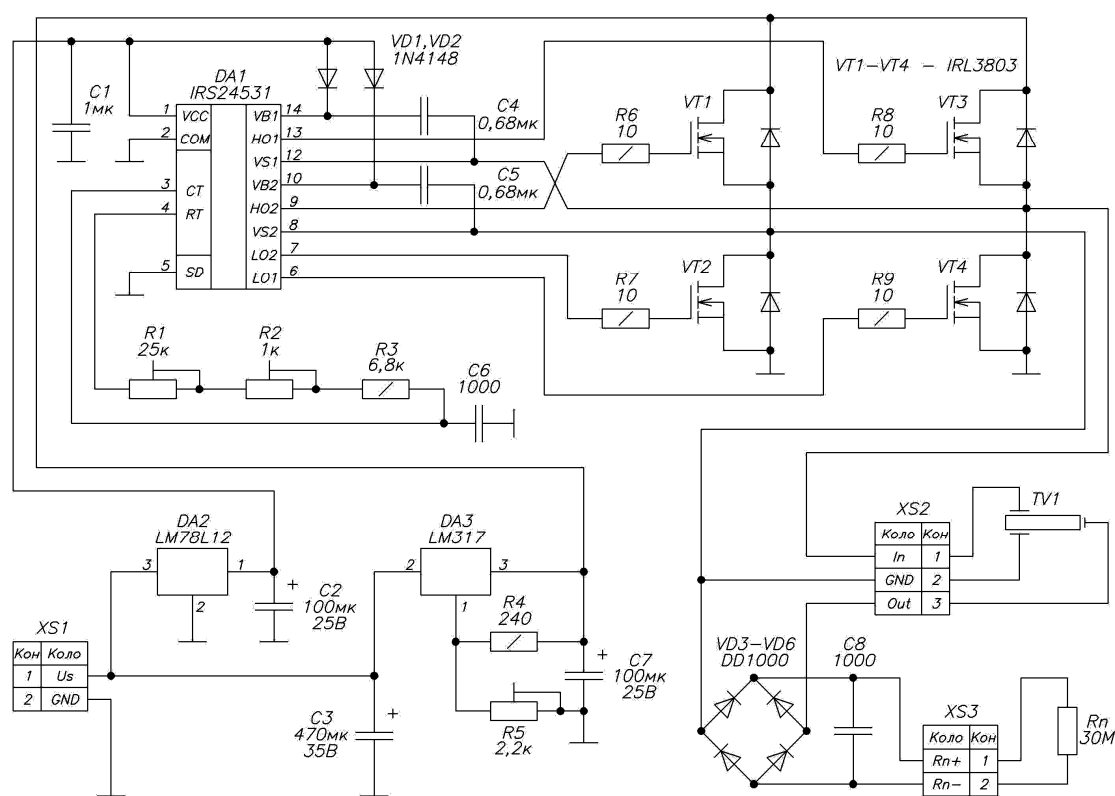 VD1,VD2
1N4148
VT1-VT4 - IRL3803
DA1
IRS24531
C1
1мк
1 VCC VB1 14
2 COM HO1 13
VS1 12
3 CT VB2 10
4 RT HO2 9
VS2 8
LO2 7
5 SD LO1 6
C4
0,68мк
C5
0,68мк
R6
10
VT1
R8
10
VT3
R7
10
VT2
R9
10
VT4
R1
25к
R2
1к
R3
6,8к
C6
1000
DA2
LM78L12
3 1
2
C2
100мк
25В
+
DA3
LM317
2 3
1
R4
240
R5
2,2к
+
C7
100мк
25В
XS1
Кон Коло
1 Us
2 GND
+
C3
470мк
35В
XS2
Коло Кон
In 1
GND 2
Out 3
TV1
VD3-VD6
DD1000
C8
1000
XS3
Коло Кон
Rn+ 1
Rn- 2
Rn
30М